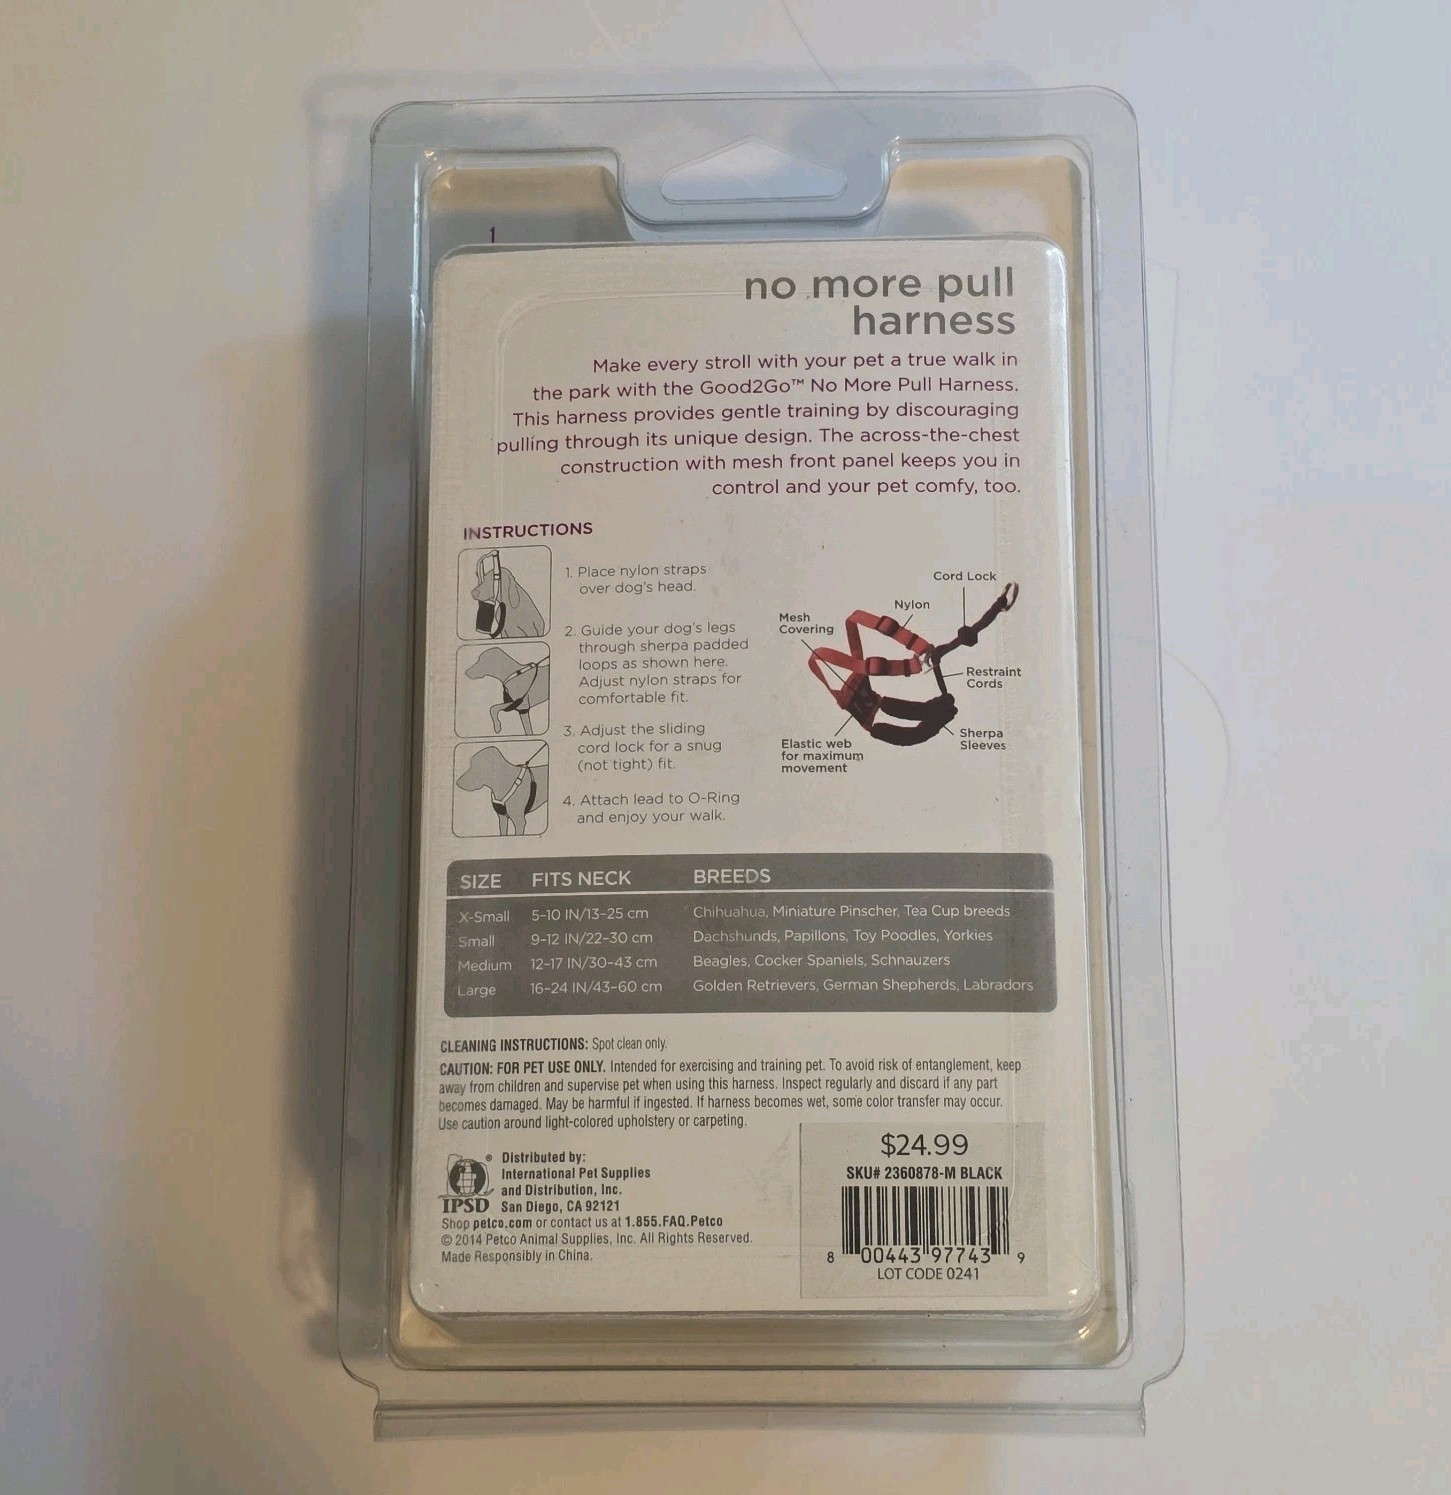 1
no more pull
harness
Make every stroll with your pet a true walk in
the park with the Good2Go™ No More Pull Harness.
This harness provides gentle training by discouraging
pulling through its unique design. The across-the-chest
construction with mesh front panel keeps you in
control and your pet comfy, too.
INSTRUCTIONS
1. Place nylon straps
over dog's head.
2. Guide your dog's legs
through sherpa padded
loops as shown here.
Adjust nylon straps for
comfortable fit.
3. Adjust the sliding
cord lock for a snug
(not tight) fit.
4. Attach lead to O-Ring
and enjoy your walk.
Cord Lock
Nylon
Mesh
Covering
Restraint
Cords
Sherpa
Sleeves
Elastic web
for maximum
movement
SIZE FITS NECK BREEDS
X-Small 5-10 IN/13-25 cm Chihuahua, Miniature Pinscher, Tea Cup breeds
Small 9-12 IN/22-30 cm Dachshunds, Papillons, Toy Poodles, Yorkies
Medium 12-17 IN/30-43 cm Beagles, Cocker Spaniels, Schnauzers
Large 16-24 IN/43-60 cm Golden Retrievers, German Shepherds, Labradors
CLEANING INSTRUCTIONS: Spot clean only.
CAUTION: FOR PET USE ONLY. Intended for exercising and training pet. To avoid risk of entanglement, keep
away from children and supervise pet when using this harness. Inspect regularly and discard if any part
becomes damaged. May be harmful if ingested. If harness becomes wet, some color transfer may occur.
Use caution around light-colored upholstery or carpeting.
®
IPSD
Distributed by:
International Pet Supplies
and Distribution, Inc.
San Diego, CA 92121
Shop petco.com or contact us at 1.855.FAQ.Petco
© 2014 Petco Animal Supplies, Inc. All Rights Reserved.
Made Responsibly in China.
$24.99
SKU# 2360878-M BLACK
8 00443 97743 9
LOT CODE 0241